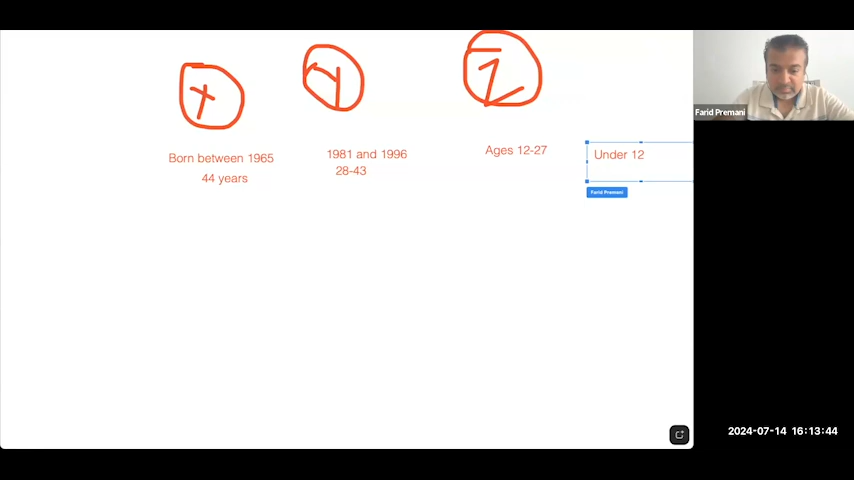 X
Y
Z
Born between 1965
44 years
1981 and 1996
28-43
Ages 12-27
Under 12
Farid Premani
Farid Premani
2024-07-14 16:13:44